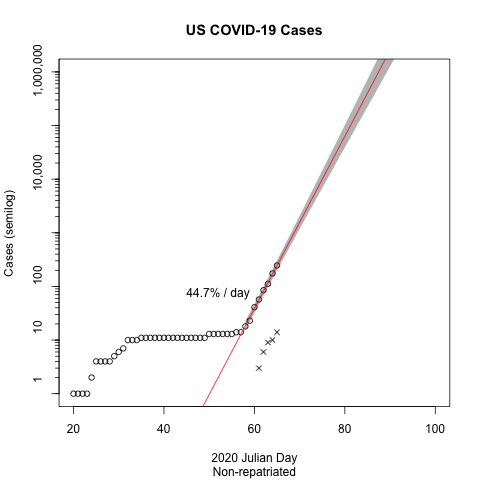 US COVID-19 Cases
Cases (semilog)
1,000,000
10,000
100
10
1
44.7% / day
20 40 60 80 100
2020 Julian Day
Non-repatriated